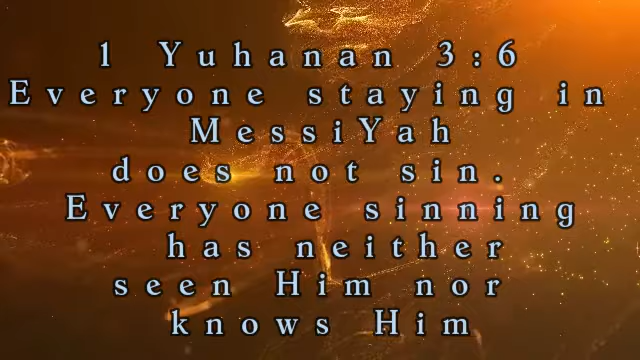 1 Yuhanan 3:6
Everyone staying in
MessiYah
does not sin.
Everyone sinning
has neither
seen Him nor
knows Him